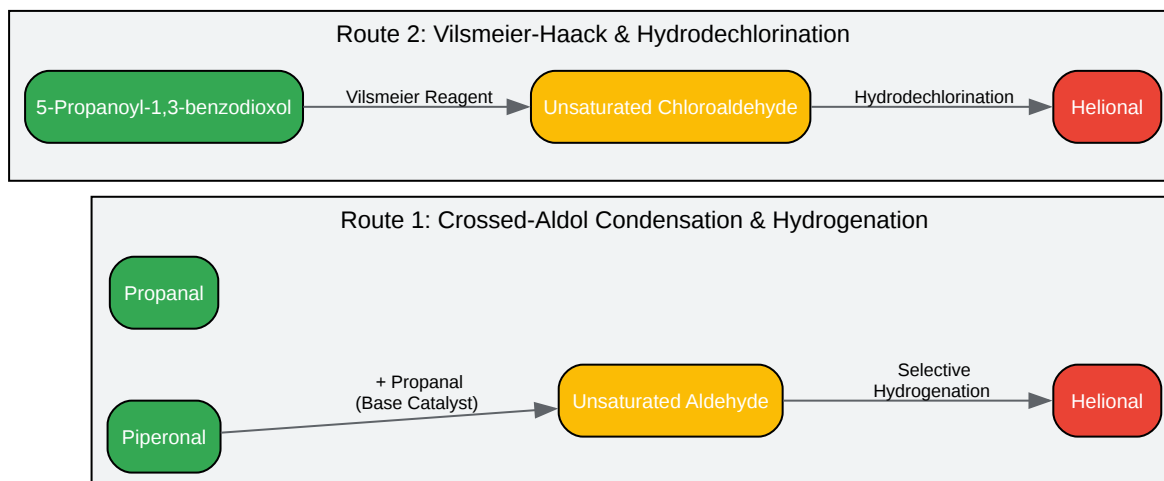 Route 2: Vilsmeier-Haack & Hydrodechlorination
5-Propanoyl-1,3-benzodioxol
Vilsmeier Reagent
Unsaturated Chloroaldehyde
Hydrodechlorination
Helional
Route 1: Crossed-Aldol Condensation & Hydrogenation
Propanal
Piperonal
+ Propanal
(Base Catalyst)
Unsaturated Aldehyde
Selective
Hydrogenation
Helional